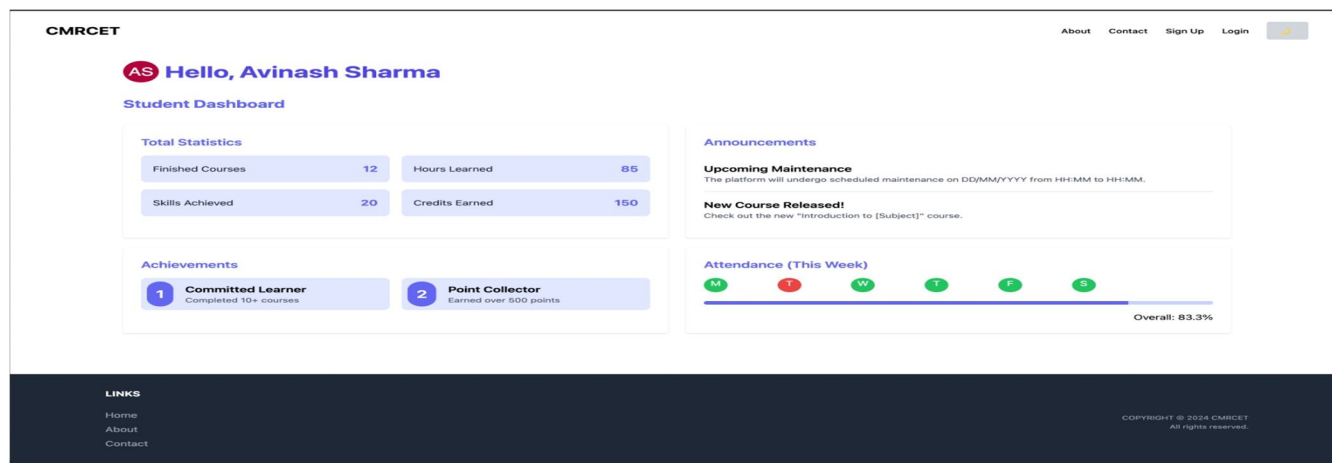 CMRCET
About Contact Sign Up Login
AS Hello, Avinash Sharma
Student Dashboard
Total Statistics
Finished Courses 12
Hours Learned 85
Skills Achieved 20
Credits Earned 150
Announcements
Upcoming Maintenance
The platform will undergo scheduled maintenance on DD/MM/YYYY from HH:MM to HH:MM.
New Course Released!
Check out the new "Introduction to [Subject]" course.
Achievements
1 Committed Learner
Completed 10+ courses
2 Point Collector
Earned over 500 points
Attendance (This Week)
M T W T F S
Overall: 83.3%
LINKS
Home
About
Contact
COPYRIGHT © 2024 CMRCET
All rights reserved.